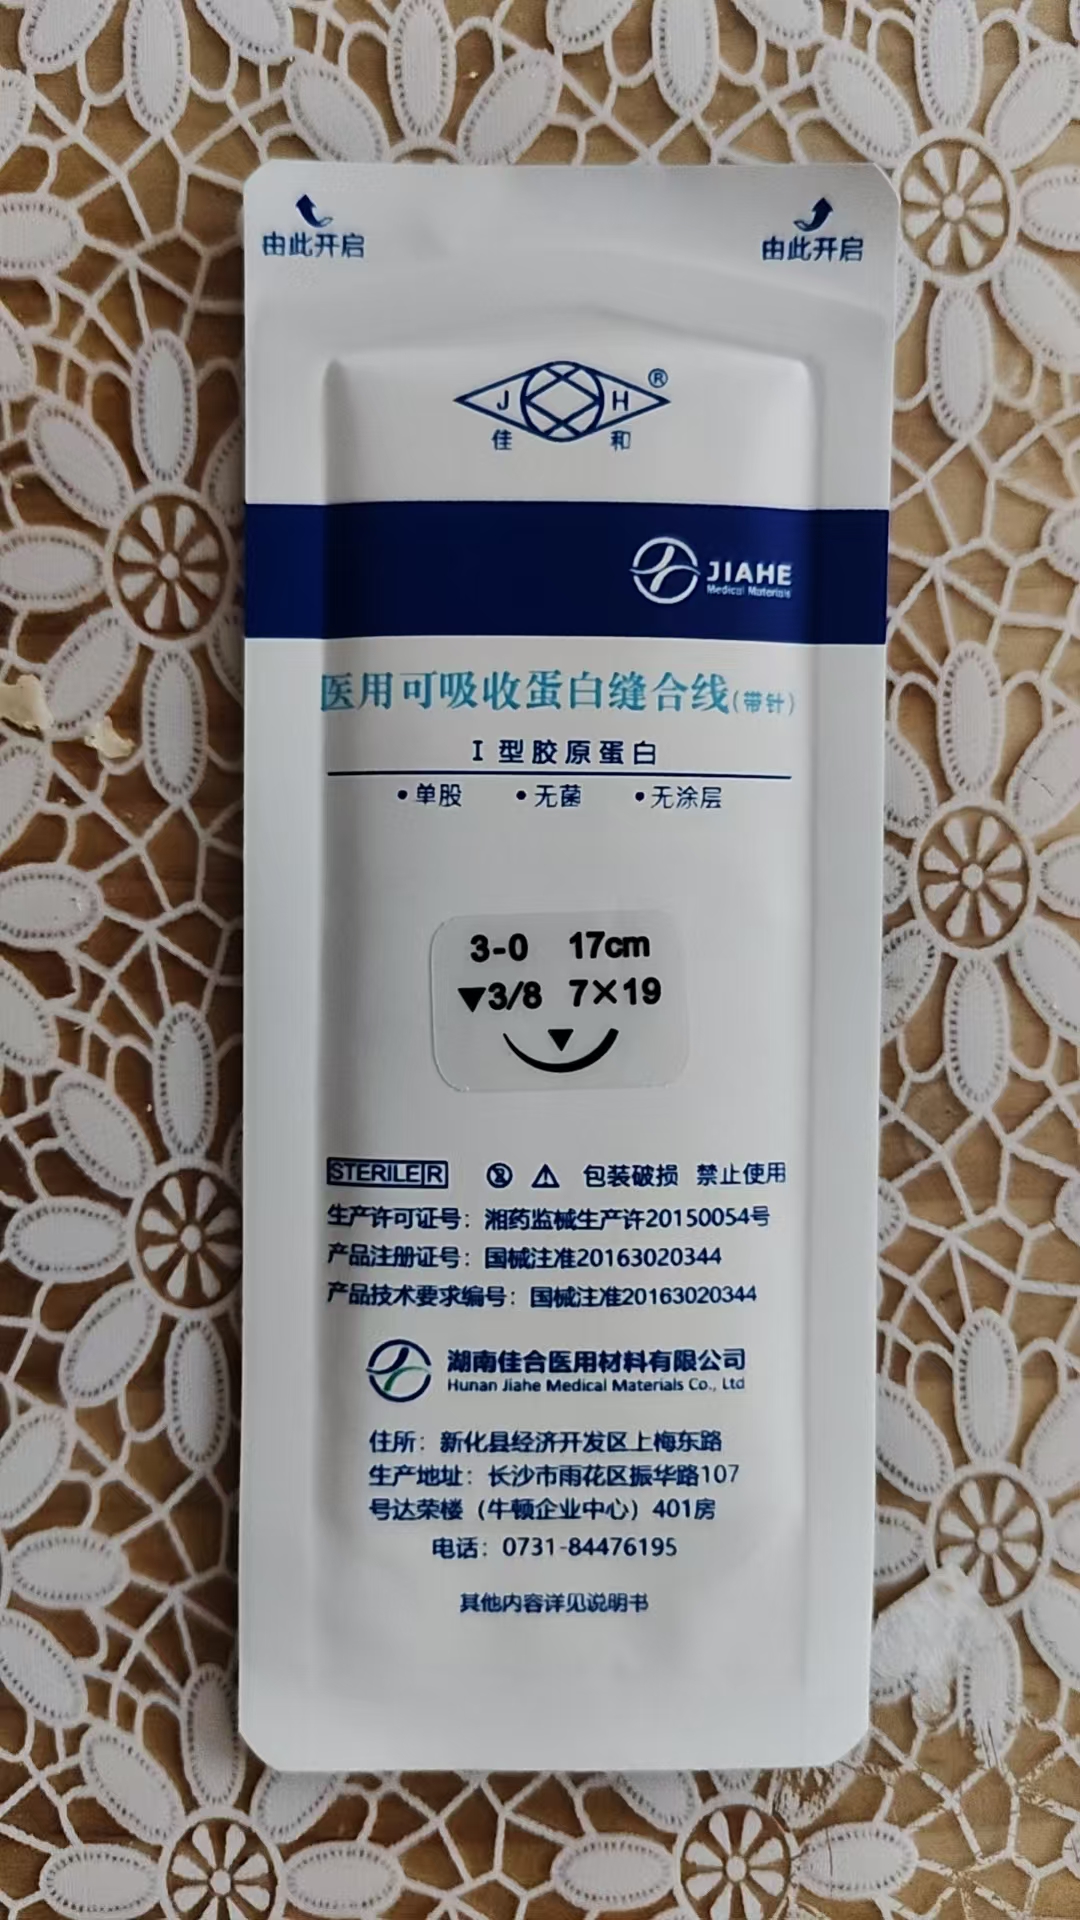 由此开启 由此开启
J H ®
佳 和
JIAHE
Medical Materials
医用可吸收蛋白缝合线(带针)
I 型胶原蛋白
•单股 •无菌 •无涂层
3-0 17cm
▼3/8 7×19
STERILE R 包装破损 禁止使用
生产许可证号：湘药监械生产许20150054号
产品注册证号：国械注准20163020344
产品技术要求编号：国械注准20163020344
湖南佳合医用材料有限公司
Hunan Jiahe Medical Materials Co., Ltd
住所：新化县经济开发区上梅东路
生产地址：长沙市雨花区振华路107
号达荣楼（牛顿企业中心）401房
电话：0731-84476195
其他内容详见说明书